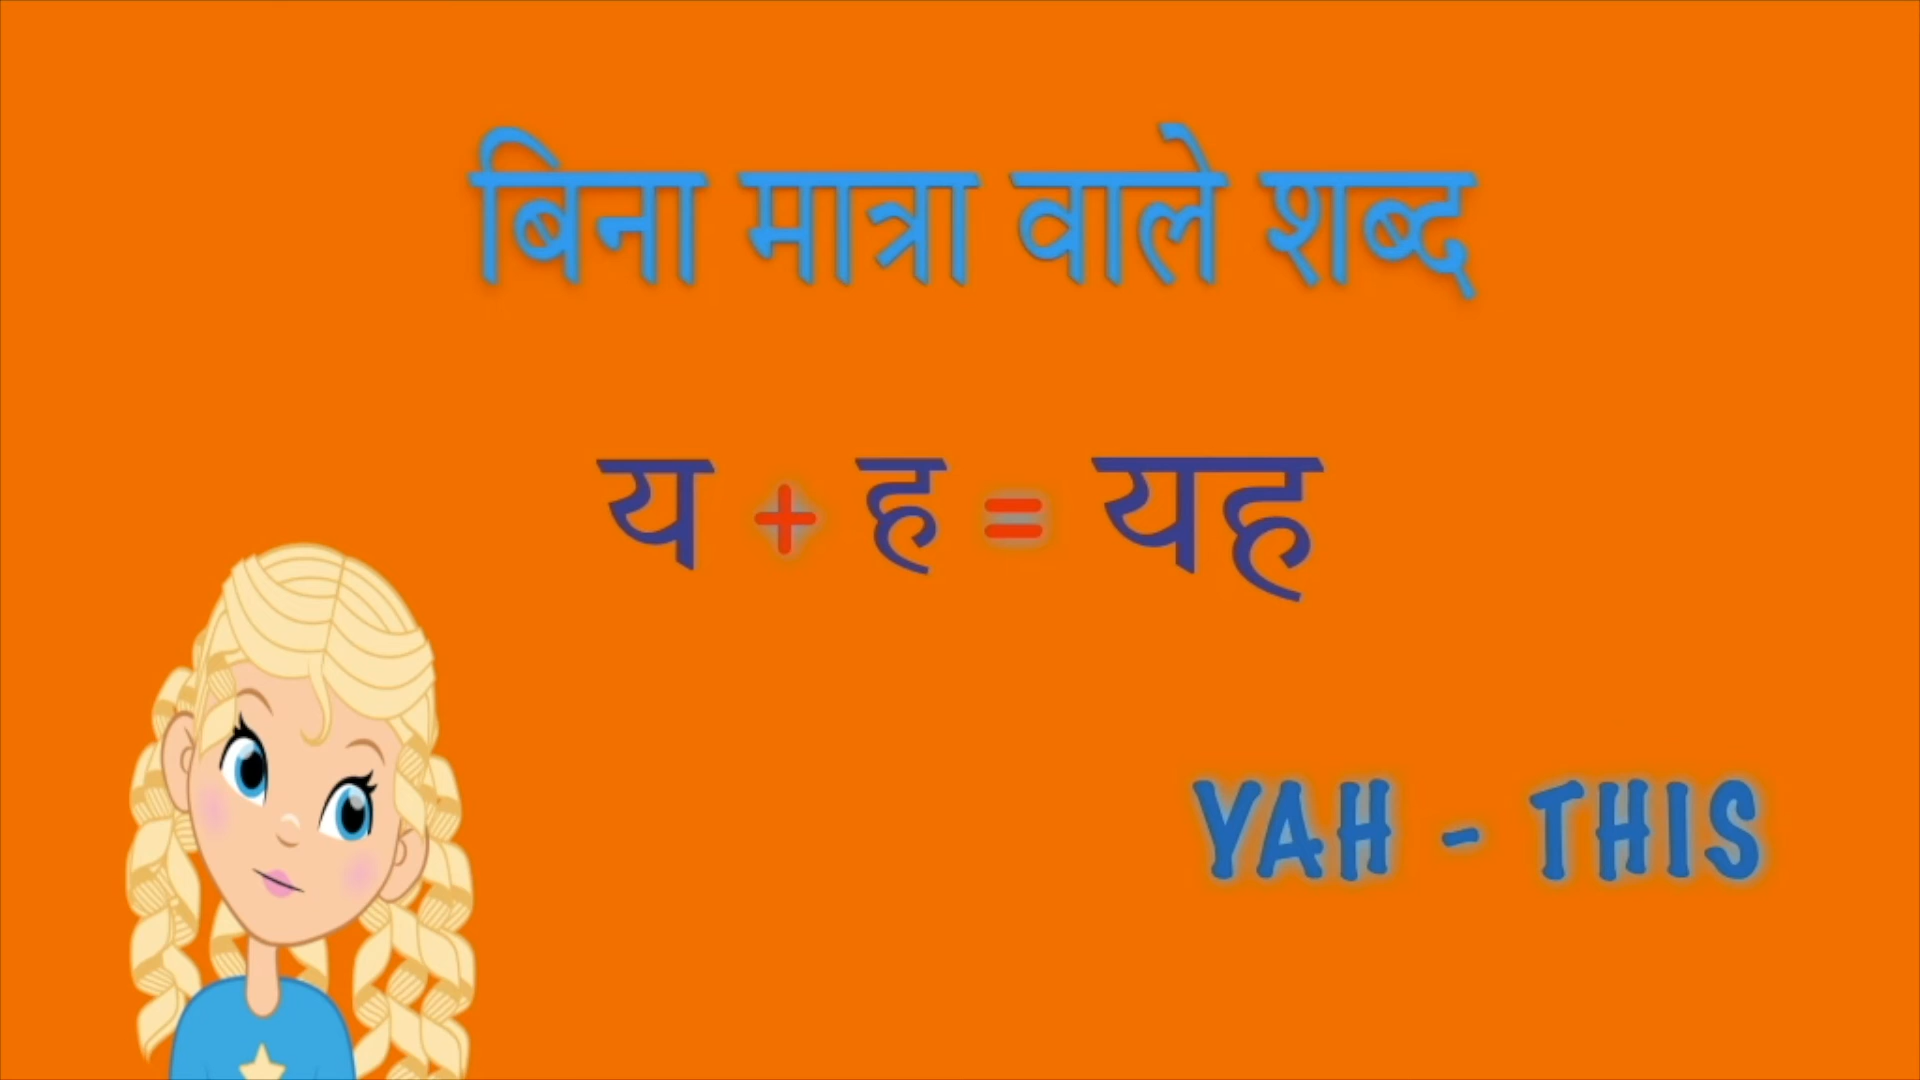 बिना मात्रा वाले शब्द
य + ह = यह
YAH - THIS